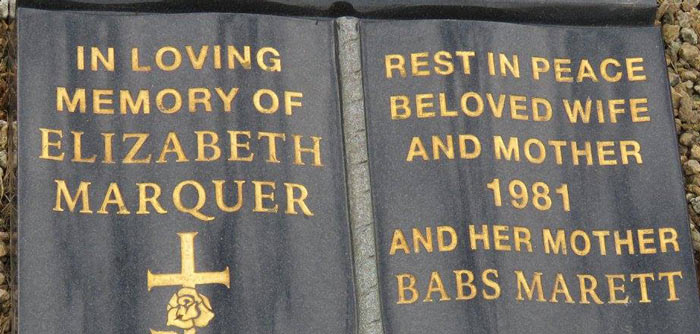 IN LOVING
MEMORY OF
ELIZABETH
MARQUER
REST IN PEACE
BELOVED WIFE
AND MOTHER
1981
AND HER MOTHER
BABS MARETT